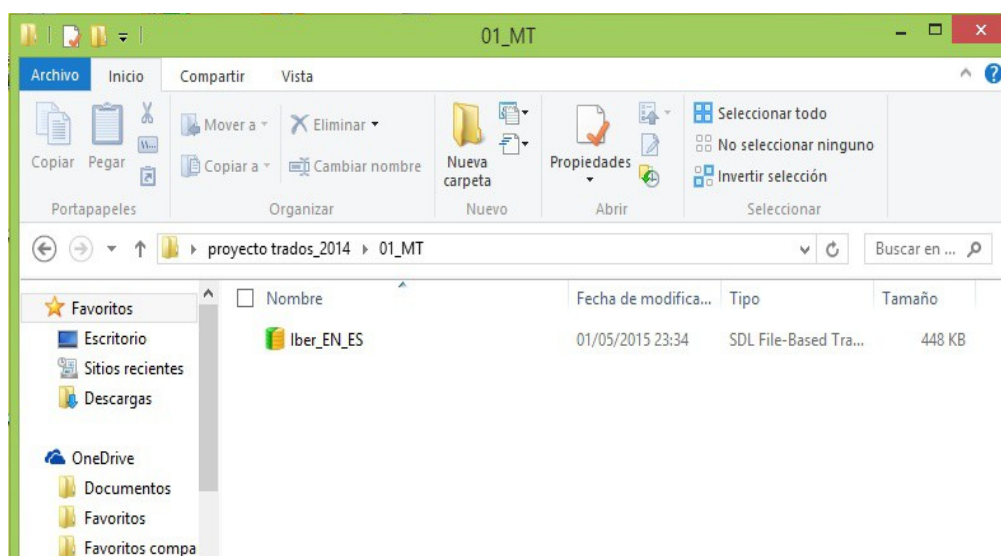 01_MT
Archivo Inicio Compartir Vista
Copiar
Pegar
Portapapeles
Mover a
Copiar a
Eliminar
Cambiar nombre
Organizar
Nueva
carpeta
Nuevo
Propiedades
Abrir
Seleccionar todo
No seleccionar ninguno
Invertir selección
Seleccionar
proyecto trados_2014 01_MT
Buscar en ...
Nombre Fecha de modifica... Tipo Tamaño
Iber_EN_ES 01/05/2015 23:34 SDL File-Based Tra... 448 KB
Favoritos
Escritorio
Sitios recientes
Descargas
OneDrive
Documentos
Favoritos
Favoritos compa